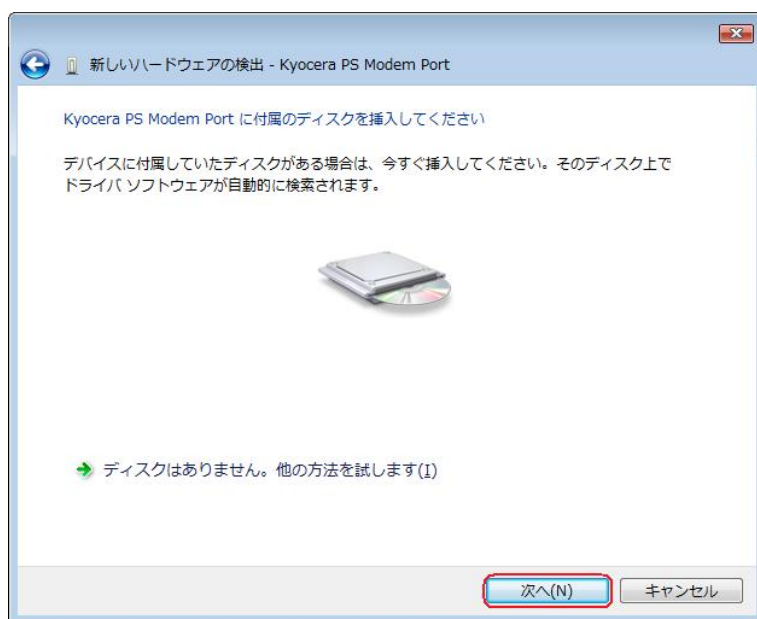 新しいハードウェアの検出 - Kyocera PS Modem Port
Kyocera PS Modem Port に付属のディスクを挿入してください
デバイスに付属していたディスクがある場合は、今すぐ挿入してください。そのディスク上で
ドライバ ソフトウェアが自動的に検索されます。
ディスクはありません。他の方法を試します(I)
次へ(N)
キャンセル